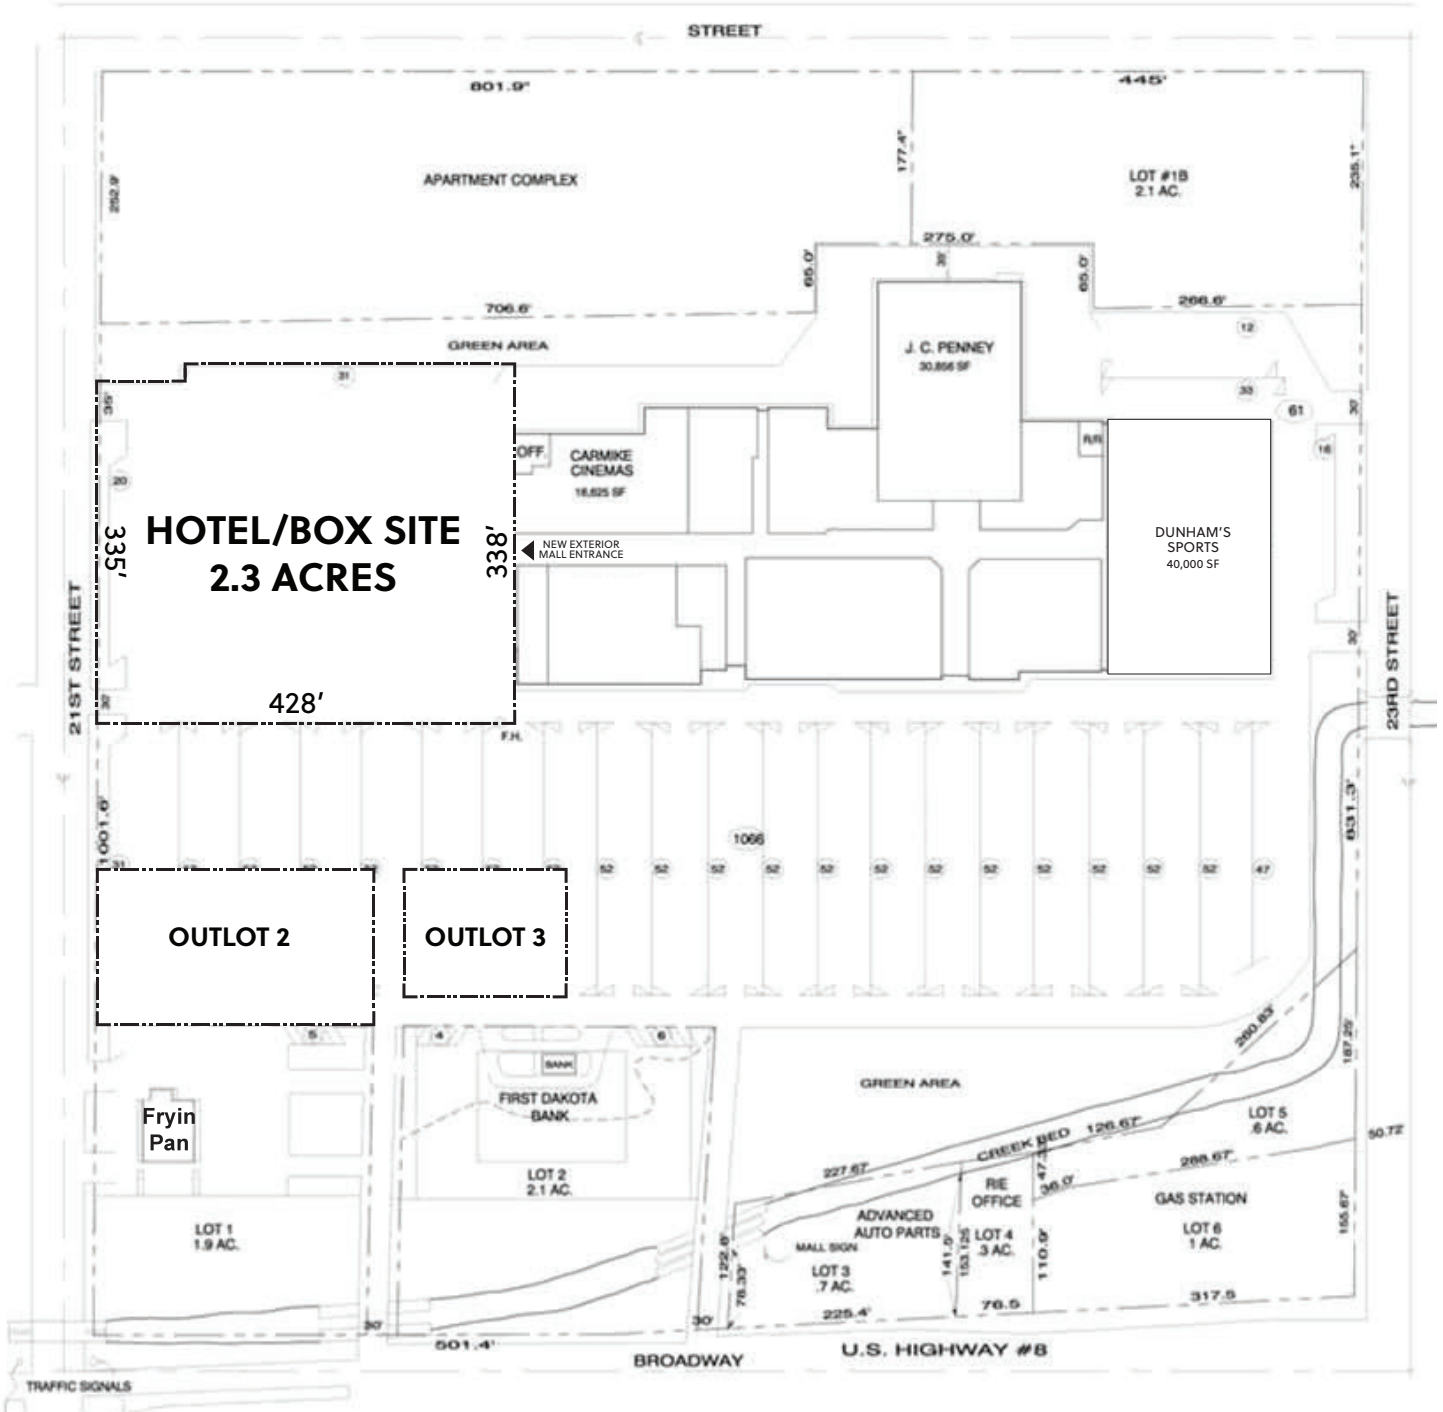 STREET
801.9"
445'
252.9'
APARTMENT COMPLEX
177.4"
LOT #1B
2.1 AC.
235.1"
275.0'
65.0'
65.0'
706.6'
266.6'
GREEN AREA
12
J. C. PENNEY
30,856 SF
31
33
35'
61
30'
OFF.
CARMIKE
CINEMAS
16,625 SF
R/R
16
20
HOTEL/BOX SITE
2.3 ACRES
335'
338'
NEW EXTERIOR
MALL ENTRANCE
DUNHAM'S
SPORTS
40,000 SF
21ST STREET
23RD STREET
30'
30'
428'
F.H.
1001.6'
631.3'
1066
31
52
52
52
52
52
52
52
52
52
52
52
52
47
OUTLOT 2
OUTLOT 3
260.83'
187.25'
5
4
6
BANK
FIRST DAKOTA
BANK
GREEN AREA
Fryin
Pan
LOT 5
.6 AC.
126.67'
CREEK BED
50.72'
227.67'
47.33'
288.67'
36.0'
LOT 2
2.1 AC.
RIE
OFFICE
GAS STATION
ADVANCED
AUTO PARTS
155.67'
LOT 1
1.9 AC.
MALL SIGN
LOT 4
.3 AC.
LOT 6
1 AC.
122.8'
78.33'
LOT 3
.7 AC.
141.5'
153.125
110.9'
225.4'
76.5
317.5
30'
30'
501.4'
BROADWAY
U.S. HIGHWAY #8
TRAFFIC SIGNALS